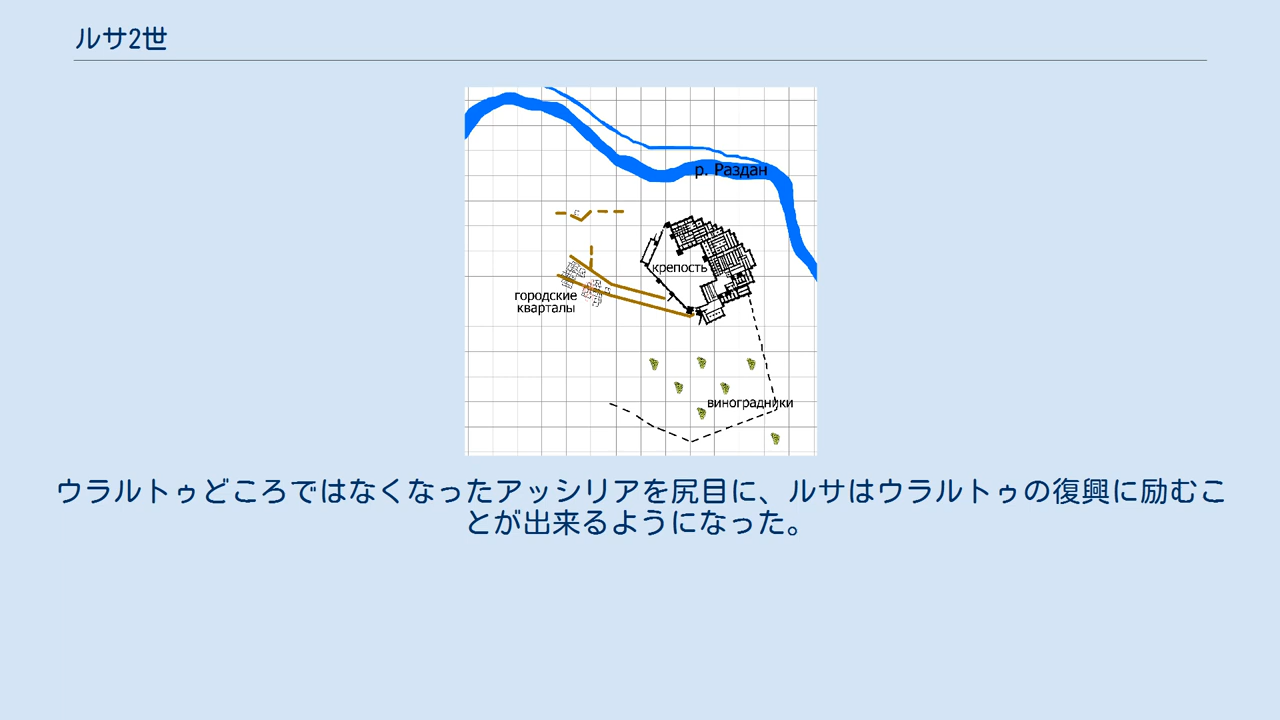 ルサ2世
р. Раздан
крепость
городские
кварталы
виноградники
ウラルトゥどころではなくなったアッシリアを尻目に、ルサはウラルトゥの復興に励むこ
とが出来るようになった。